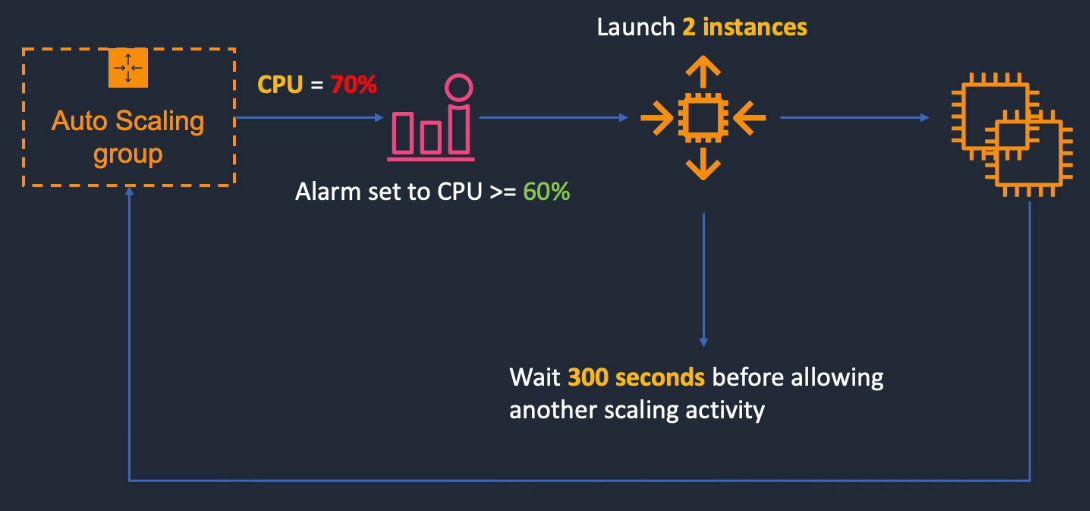 Launch 2 instances
CPU = 70%
Auto Scaling
group
Alarm set to CPU >= 60%
Wait 300 seconds before allowing
another scaling activity